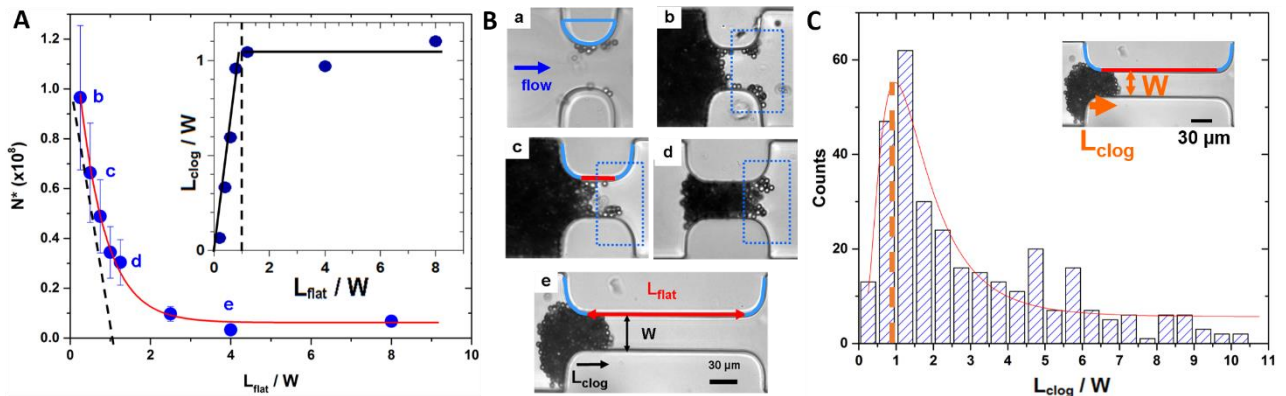 A
N* (x10⁸)
1.2
1.0
0.8
0.6
0.4
0.2
0.0
b
c
d
e
0
2
4
6
8
L_flat / W
L_clog / W
1
0
0
2
4
6
8
L_flat / W
B
a
flow
b
c
d
e
L_flat
W
L_clog
30 µm
C
Counts
60
40
20
0
0
1
2
3
4
5
6
7
8
9
10
11
L_clog / W
W
L_clog
30 µm